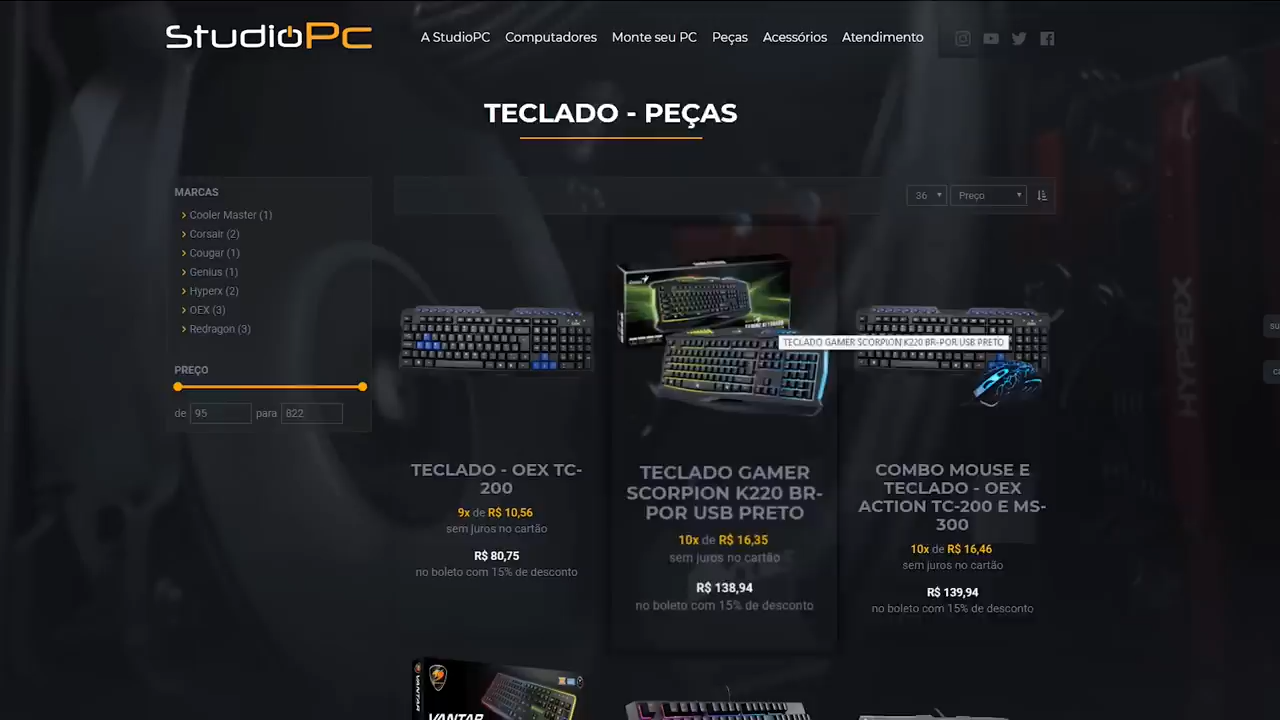 StudioPc
A StudioPC
Computadores
Monte seu PC
Peças
Acessórios
Atendimento
TECLADO - PEÇAS
MARCAS
Cooler Master (1)
Corsair (2)
Cougar (1)
Genius (1)
Hyperx (2)
OEX (3)
Redragon (3)
PREÇO
de 95 para 822
36
Preço
TECLADO GAMER SCORPION K220 BR-POR USB PRETO
TECLADO - OEX TC-
200
9x de R$ 10,56
sem juros no cartão
R$ 80,75
no boleto com 15% de desconto
TECLADO GAMER
SCORPION K220 BR-
POR USB PRETO
10x de R$ 16,35
sem juros no cartão
R$ 138,94
no boleto com 15% de desconto
COMBO MOUSE E
TECLADO - OEX
ACTION TC-200 E MS-
300
10x de R$ 16,46
sem juros no cartão
R$ 139,94
no boleto com 15% de desconto
HYPERX
VANTAR
VANTAR